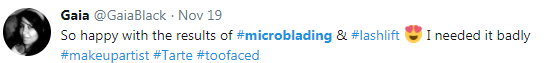 Gaia @GaiaBlack · Nov 19
So happy with the results of #microblading & #lashlift 😍 I needed it badly
#makeupartist #Tarte #toofaced